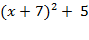 (x + 7)² + 5